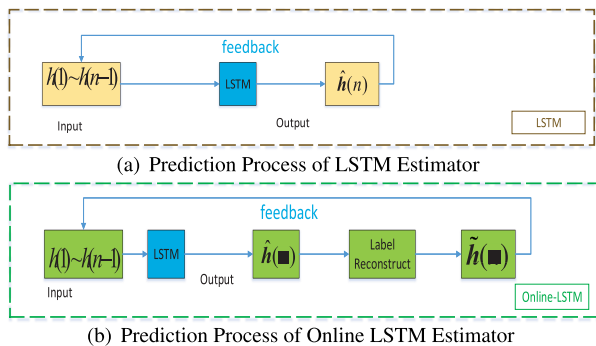 feedback
h(1)~h(n-1)
LSTM
ĥ(n)
Input
Output
LSTM
(a) Prediction Process of LSTM Estimator
feedback
h(1)~h(n-1)
LSTM
ĥ(■)
Label
Reconstruct
h̃(■)
Input
Output
Online-LSTM
(b) Prediction Process of Online LSTM Estimator